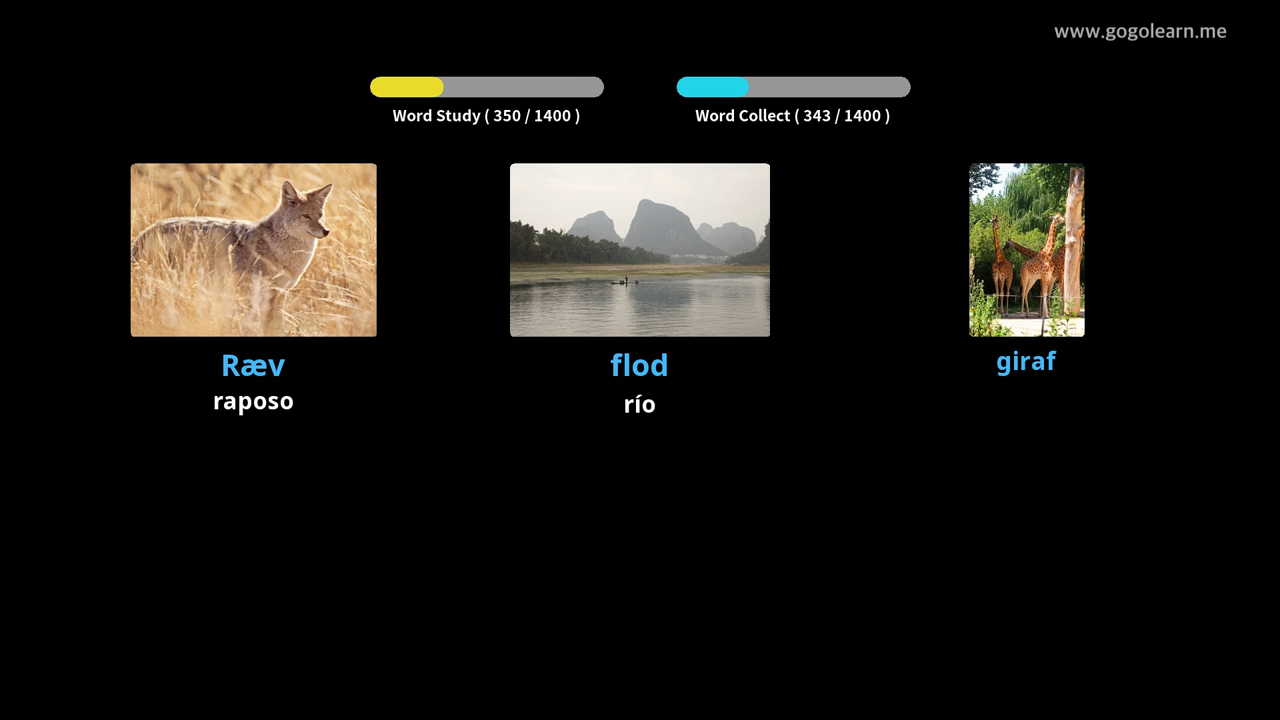 www.gogolearn.me
Word Study ( 350 / 1400 )
Word Collect ( 343 / 1400 )
Ræv
raposo
flod
río
giraf